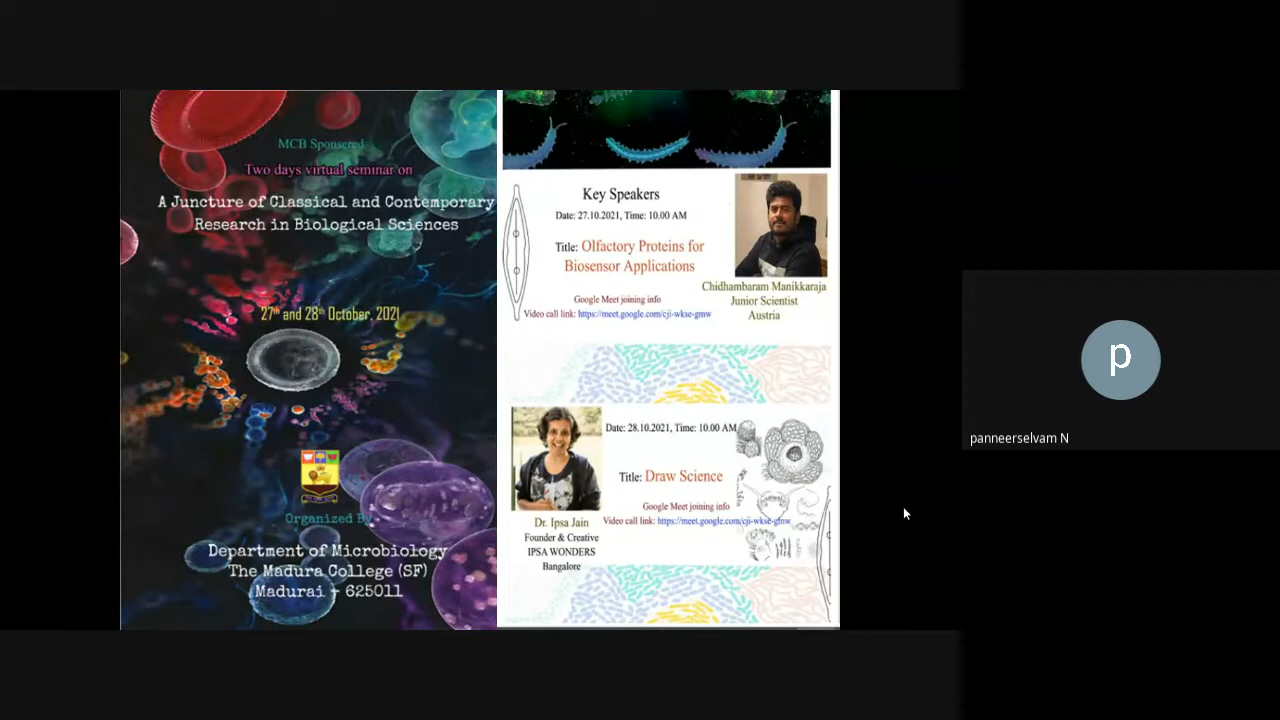 MCB Sponsered
Two days virtual seminar on
A Juncture of Classical and Contemporary
Research in Biological Sciences
27th and 28th October, 2021
Organized By
Department of Microbiology
The Madura College (SF)
Madurai - 625011
Key Speakers
Date: 27.10.2021, Time: 10.00 AM
Title: Olfactory Proteins for
Biosensor Applications
Google Meet joining info
Video call link: https://meet.google.com/cji-wkse-gmw
Chidhambaram Manikkaraja
Junior Scientist
Austria
Date: 28.10.2021, Time: 10.00 AM
Title: Draw Science
Google Meet joining info
Video call link: https://meet.google.com/cji-wkse-gmw
Dr. Ipsa Jain
Founder & Creative
IPSA WONDERS
Bangalore
p
panneerselvam N